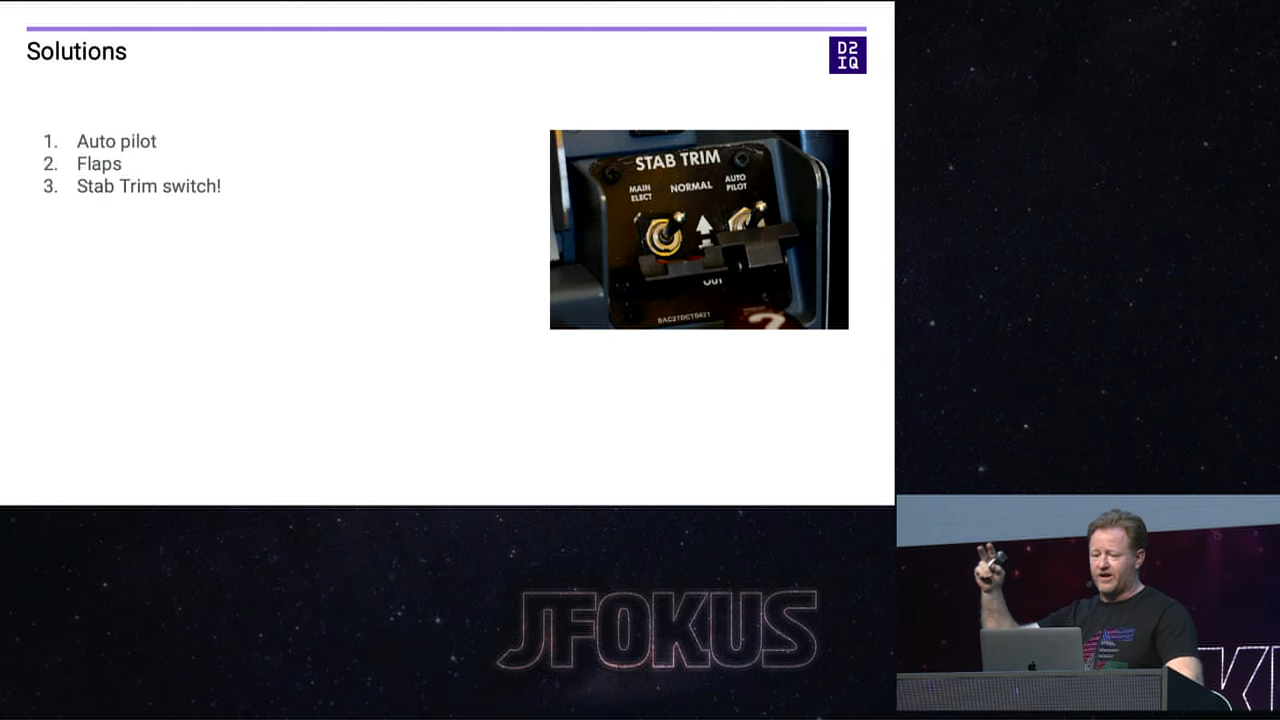 Solutions
D2
IQ
1. Auto pilot
2. Flaps
3. Stab Trim switch!
STAB TRIM
MAIN
ELECT
NORMAL
AUTO
PILOT
OUT
JFOKUS